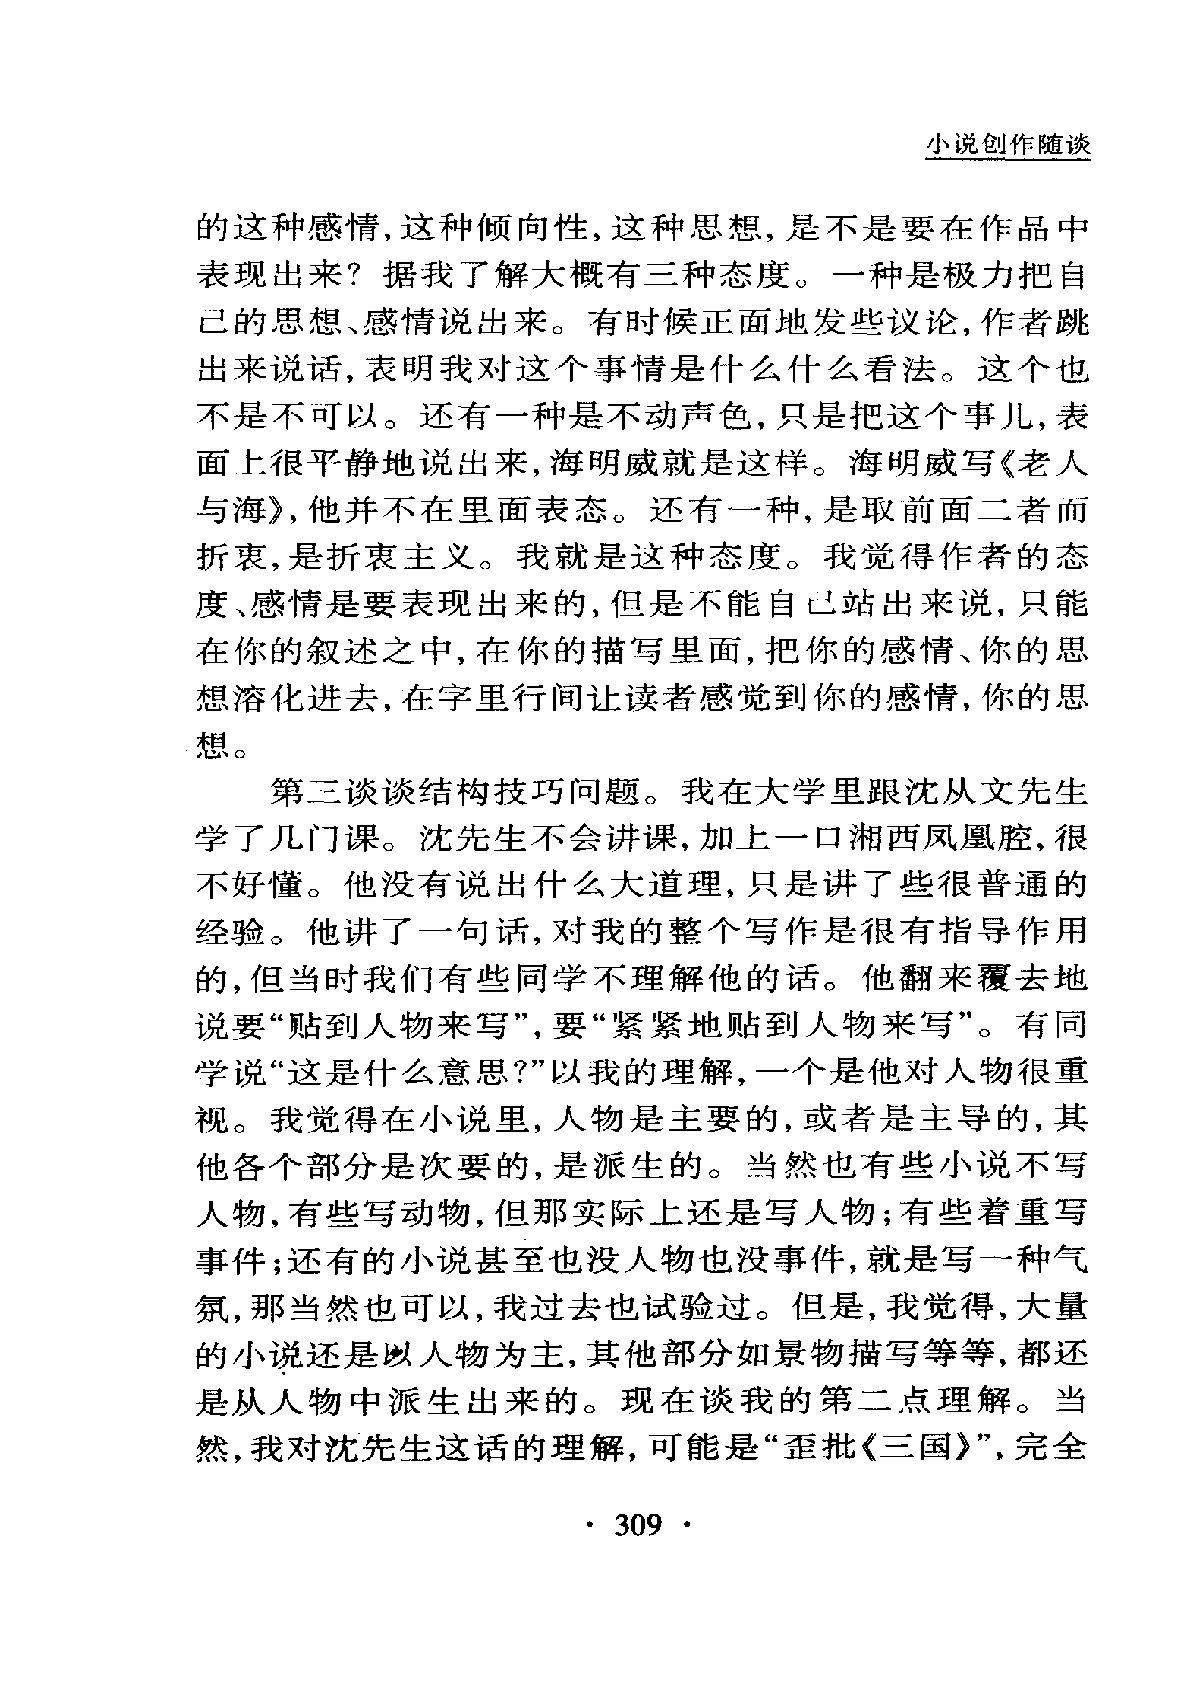 小说创作随谈
的这种感情,这种倾向性,这种思想,是不是要在作品中
表现出来? 据我了解大概有三种态度。一种是极力把自
己的思想、感情说出来。有时候正面地发些议论,作者跳
出来说话,表明我对这个事情是什么什么看法。这个也
不是不可以。还有一种是不动声色,只是把这个事儿,表
面上很平静地说出来,海明威就是这样。海明威写《老人
与海》,他并不在里面表态。还有一种,是取前面二者而
折衷,是折衷主义。我就是这种态度。我觉得作者的态
度、感情是要表现出来的,但是不能自己站出来说,只能
在你的叙述之中,在你的描写里面,把你的感情、你的思
想溶化进去,在字里行间让读者感觉到你的感情,你的思
想。
第三谈谈结构技巧问题。我在大学里跟沈从文先生
学了几门课。沈先生不会讲课,加上一口湘西凤凰腔,很
不好懂。他没有说出什么大道理,只是讲了些很普通的
经验。他讲了一句话,对我的整个写作是很有指导作用
的,但当时我们有些同学不理解他的话。他翻来覆去地
说要“贴到人物来写”,要“紧紧地贴到人物来写”。有同
学说“这是什么意思?”以我的理解,一个是他对人物很重
视。我觉得在小说里,人物是主要的,或者是主导的,其
他各个部分是次要的,是派生的。当然也有些小说不写
人物,有些写动物,但那实际上还是写人物;有些着重写
事件;还有的小说甚至也没人物也没事件,就是写一种气
氛,那当然也可以,我过去也试验过。但是,我觉得,大量
的小说还是以人物为主,其他部分如景物描写等等,都还
是从人物中派生出来的。现在谈我的第二点理解。当
然,我对沈先生这话的理解,可能是“歪批《三国》”,完全
· 309 ·